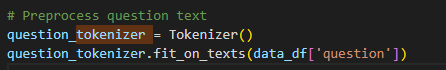 # Preprocess question text
question_tokenizer = Tokenizer()
question_tokenizer.fit_on_texts(data_df['question'])